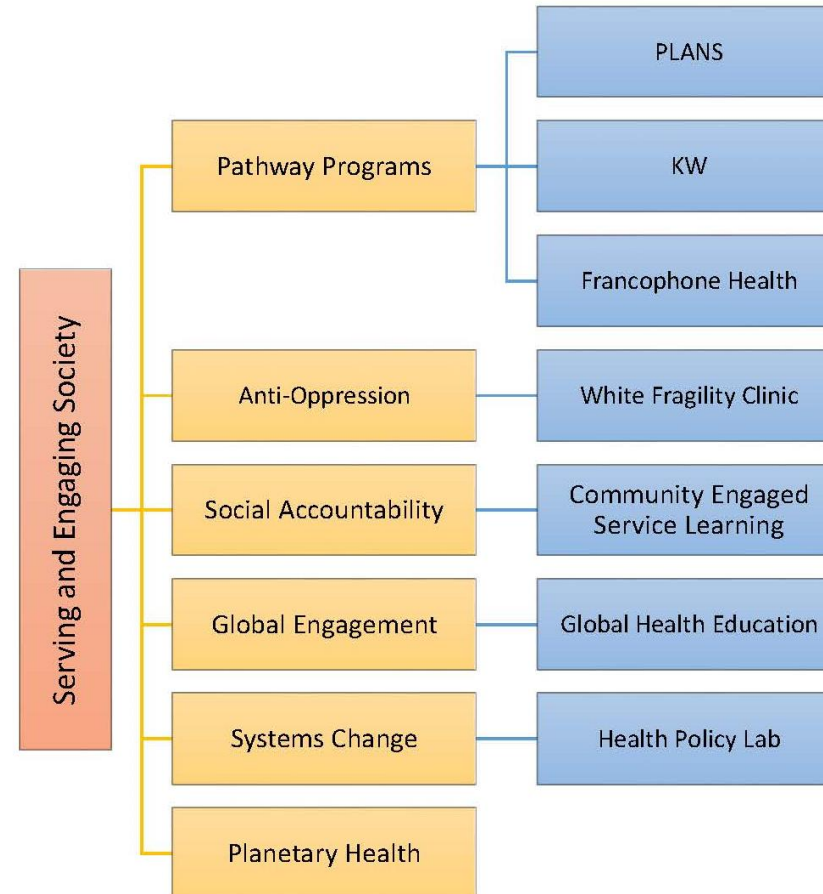 Serving and Engaging Society
Pathway Programs
PLANS
KW
Francophone Health
Anti-Oppression
White Fragility Clinic
Social Accountability
Community Engaged
Service Learning
Global Engagement
Global Health Education
Systems Change
Health Policy Lab
Planetary Health